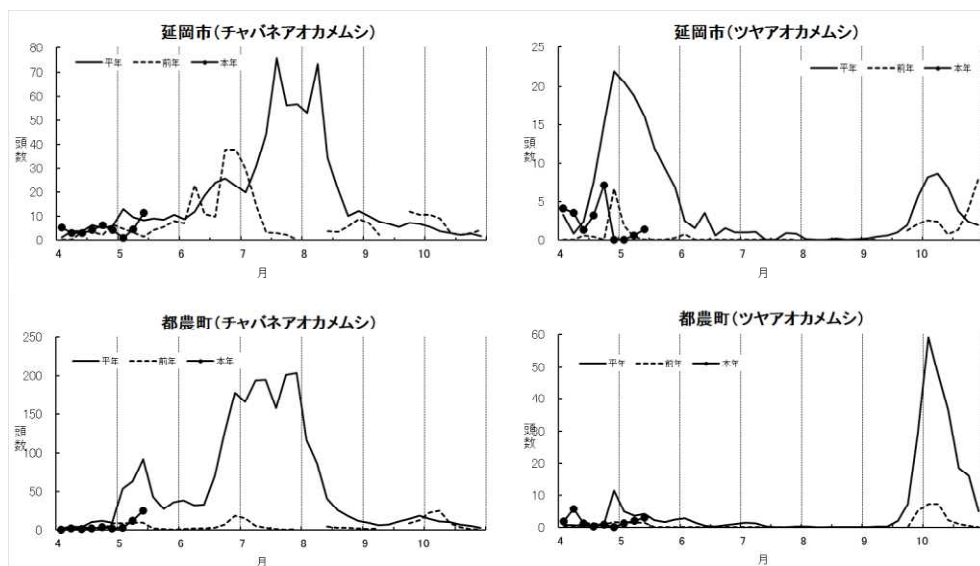 延岡市(チャバネアオカメムシ)
80
70
60
50
40
30
20
10
0
頭数
平年 前年 本年
4 5 6 7 8 9 10
月
延岡市(ツヤアオカメムシ)
25
20
15
10
5
0
頭数
平年 前年 本年
4 5 6 7 8 9 10
月
都農町(チャバネアオカメムシ)
250
200
150
100
50
0
頭数
平年 前年 本年
4 5 6 7 8 9 10
月
都農町(ツヤアオカメムシ)
60
50
40
30
20
10
0
頭数
平年 前年 本年
4 5 6 7 8 9 10
月